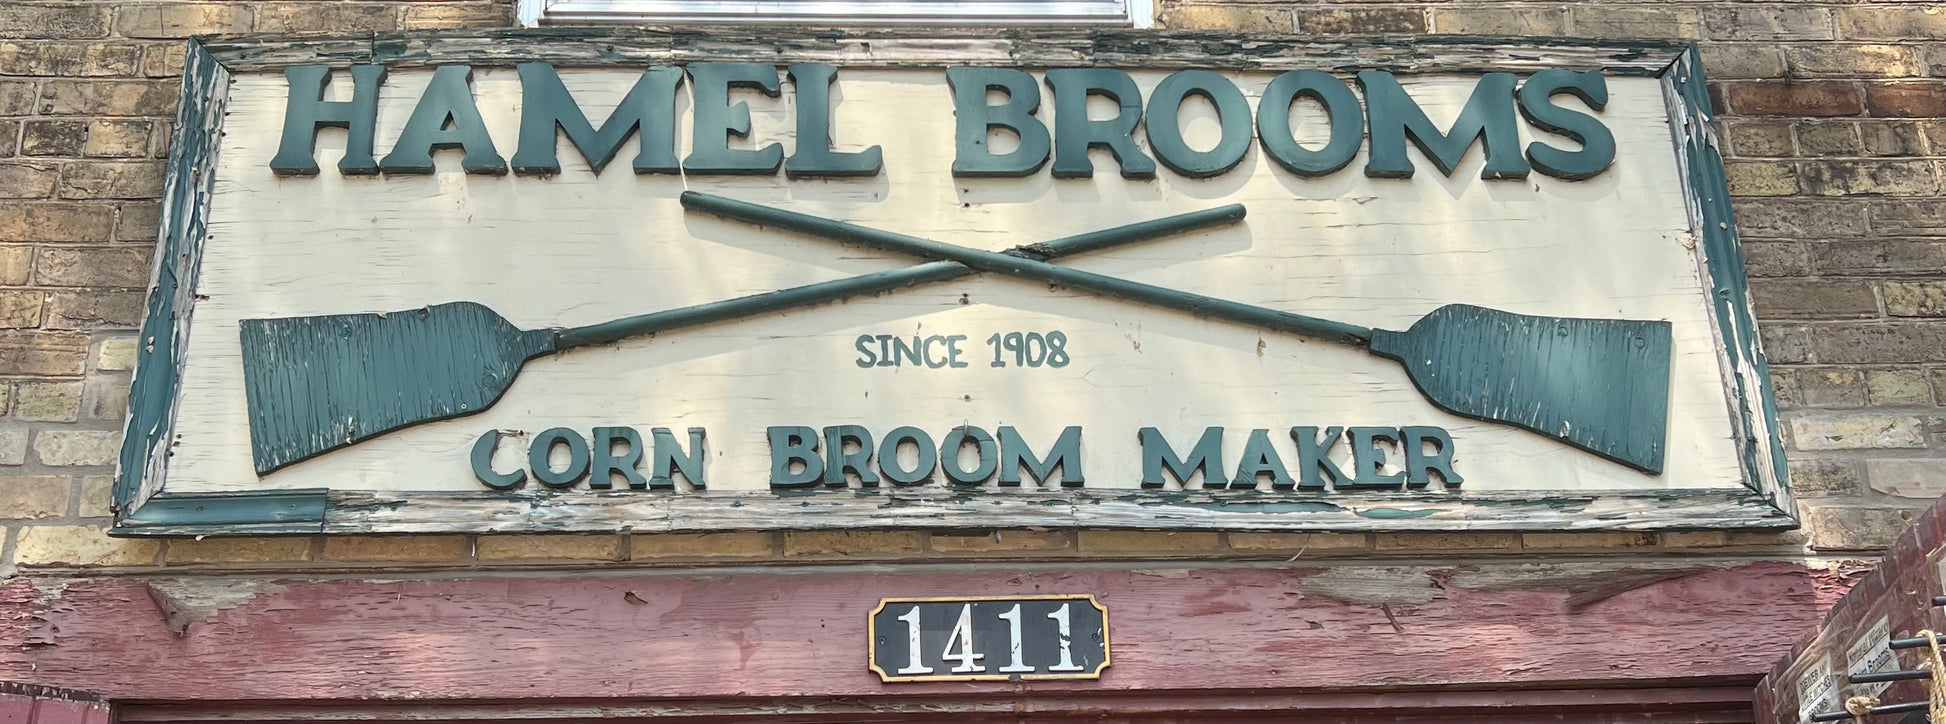 HAMEL BROOMS
SINCE 1908
CORN BROOM MAKER
1411